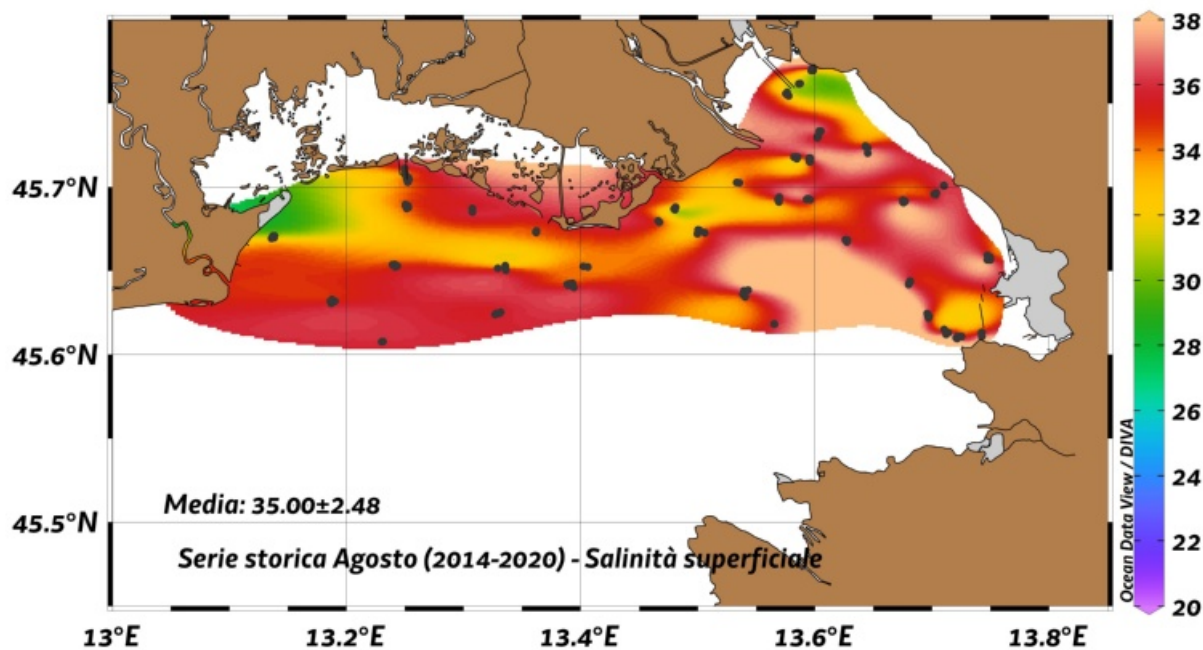 38
36
34
32
30
28
26
24
22
20
45.7°N
45.6°N
45.5°N
Media: 35.00±2.48
Serie storica Agosto (2014-2020) - Salinità superficiale
Ocean Data View / DIVA
13°E
13.2°E
13.4°E
13.6°E
13.8°E